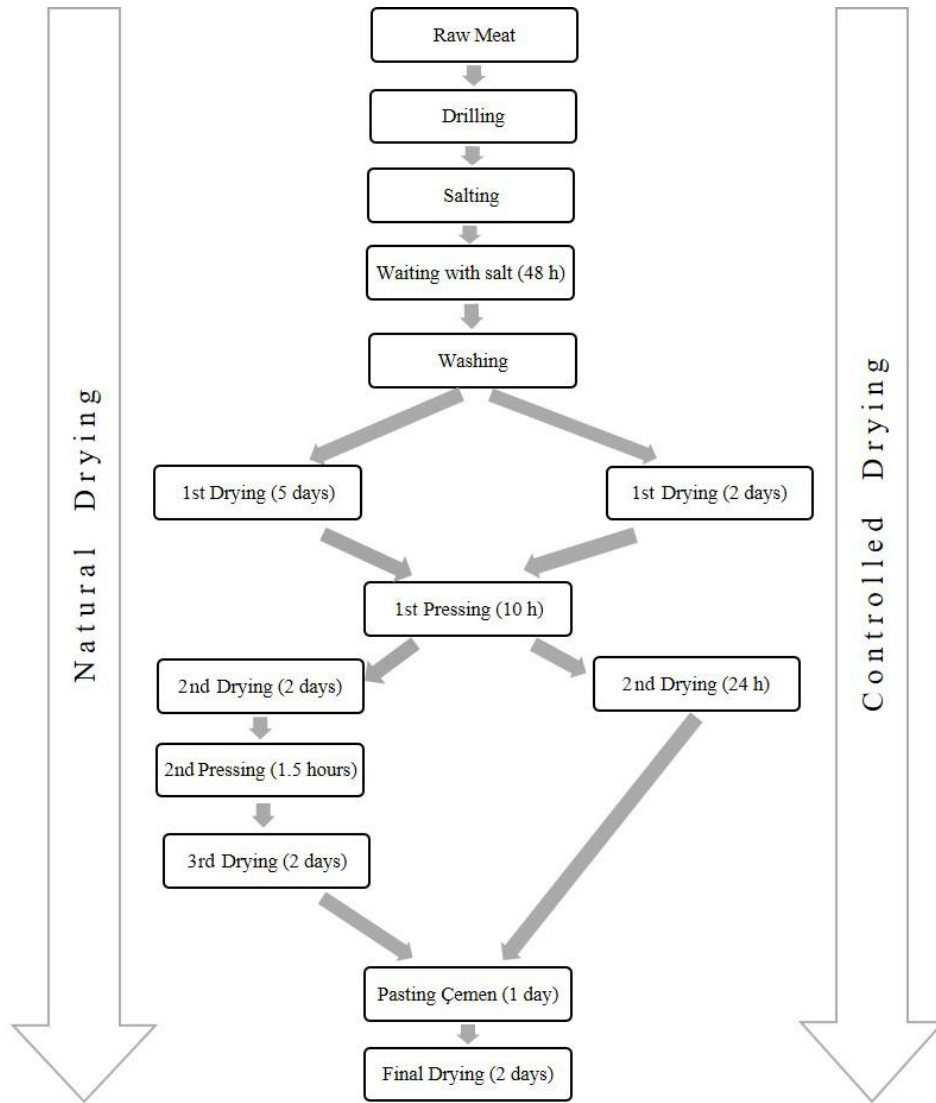 Raw Meat
Drilling
Salting
Waiting with salt (48 h)
Washing
Natural Drying
Controlled Drying
1st Drying (5 days)
1st Drying (2 days)
1st Pressing (10 h)
2nd Drying (2 days)
2nd Drying (24 h)
2nd Pressing (1.5 hours)
3rd Drying (2 days)
Pasting Çemen (1 day)
Final Drying (2 days)